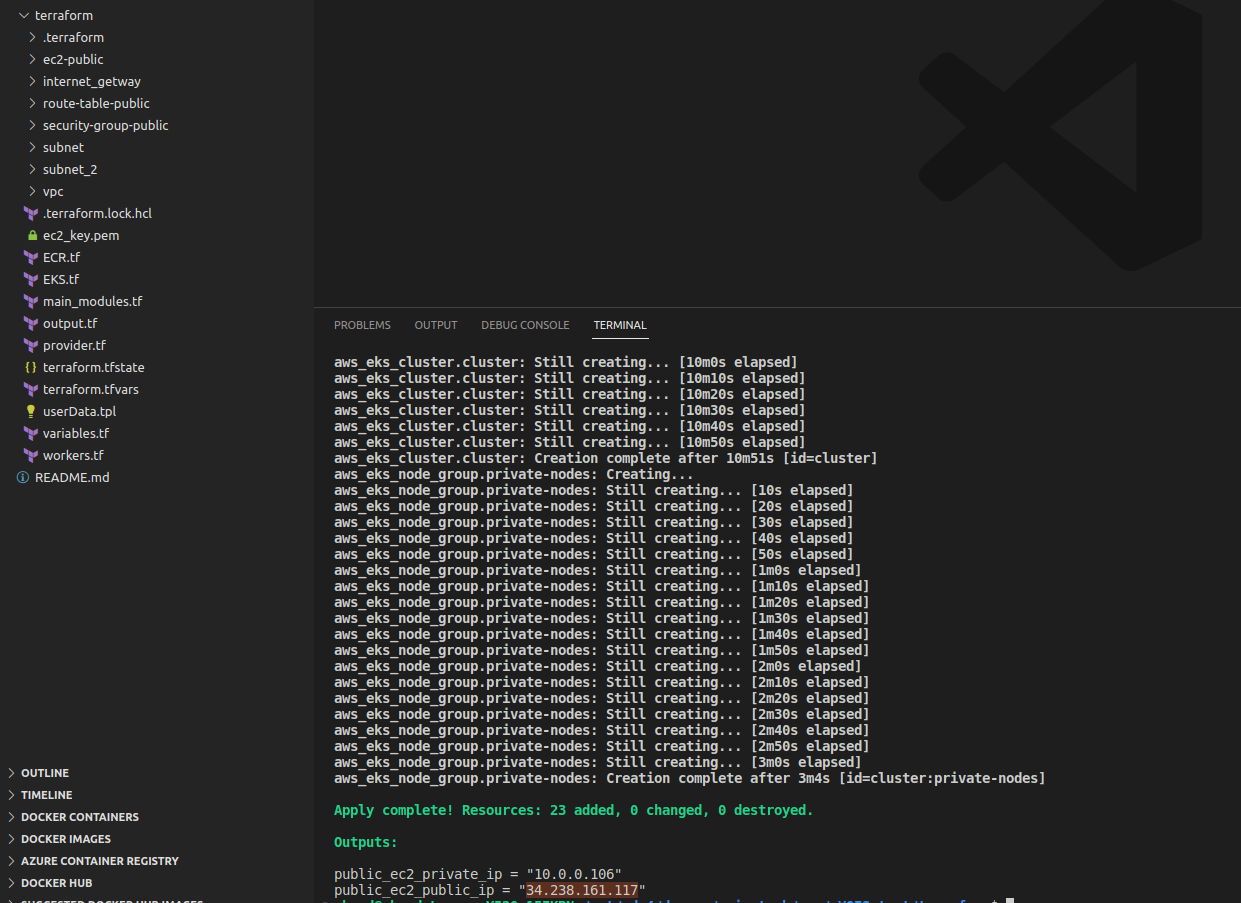 terraform
.terraform
ec2-public
internet_getway
route-table-public
security-group-public
subnet
subnet_2
vpc
.terraform.lock.hcl
ec2_key.pem
ECR.tf
EKS.tf
main_modules.tf
output.tf
provider.tf
terraform.tfstate
terraform.tfvars
userData.tpl
variables.tf
workers.tf
README.md
OUTLINE
TIMELINE
DOCKER CONTAINERS
DOCKER IMAGES
AZURE CONTAINER REGISTRY
DOCKER HUB
SUGGESTED DOCKER HUB IMAGES
PROBLEMS OUTPUT DEBUG CONSOLE TERMINAL
aws_eks_cluster.cluster: Still creating... [10m0s elapsed]
aws_eks_cluster.cluster: Still creating... [10m10s elapsed]
aws_eks_cluster.cluster: Still creating... [10m20s elapsed]
aws_eks_cluster.cluster: Still creating... [10m30s elapsed]
aws_eks_cluster.cluster: Still creating... [10m40s elapsed]
aws_eks_cluster.cluster: Still creating... [10m50s elapsed]
aws_eks_cluster.cluster: Creation complete after 10m51s [id=cluster]
aws_eks_node_group.private-nodes: Creating...
aws_eks_node_group.private-nodes: Still creating... [10s elapsed]
aws_eks_node_group.private-nodes: Still creating... [20s elapsed]
aws_eks_node_group.private-nodes: Still creating... [30s elapsed]
aws_eks_node_group.private-nodes: Still creating... [40s elapsed]
aws_eks_node_group.private-nodes: Still creating... [50s elapsed]
aws_eks_node_group.private-nodes: Still creating... [1m0s elapsed]
aws_eks_node_group.private-nodes: Still creating... [1m10s elapsed]
aws_eks_node_group.private-nodes: Still creating... [1m20s elapsed]
aws_eks_node_group.private-nodes: Still creating... [1m30s elapsed]
aws_eks_node_group.private-nodes: Still creating... [1m40s elapsed]
aws_eks_node_group.private-nodes: Still creating... [1m50s elapsed]
aws_eks_node_group.private-nodes: Still creating... [2m0s elapsed]
aws_eks_node_group.private-nodes: Still creating... [2m10s elapsed]
aws_eks_node_group.private-nodes: Still creating... [2m20s elapsed]
aws_eks_node_group.private-nodes: Still creating... [2m30s elapsed]
aws_eks_node_group.private-nodes: Still creating... [2m40s elapsed]
aws_eks_node_group.private-nodes: Still creating... [2m50s elapsed]
aws_eks_node_group.private-nodes: Still creating... [3m0s elapsed]
aws_eks_node_group.private-nodes: Creation complete after 3m4s [id=cluster:private-nodes]
Apply complete! Resources: 23 added, 0 changed, 0 destroyed.
Outputs:
public_ec2_private_ip = "10.0.0.106"
public_ec2_public_ip = "34.238.161.117"